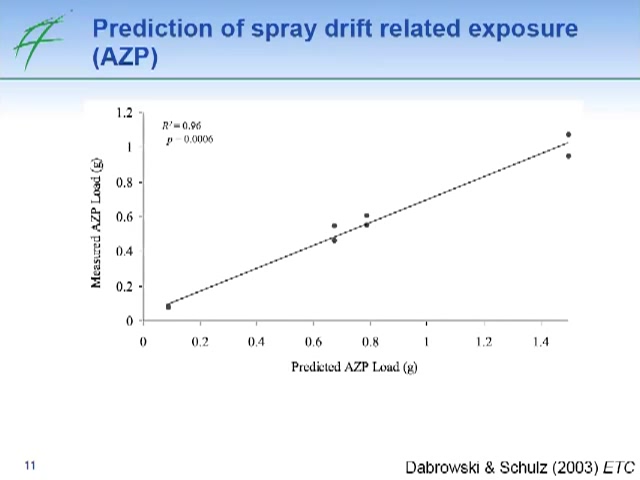 Prediction of spray drift related exposure
(AZP)
R² = 0.96
p = 0.0006
1.2
1
0.8
0.6
0.4
0.2
0
Measured AZP Load (g)
0 0.2 0.4 0.6 0.8 1 1.2 1.4
Predicted AZP Load (g)
11
Dabrowski & Schulz (2003) ETC